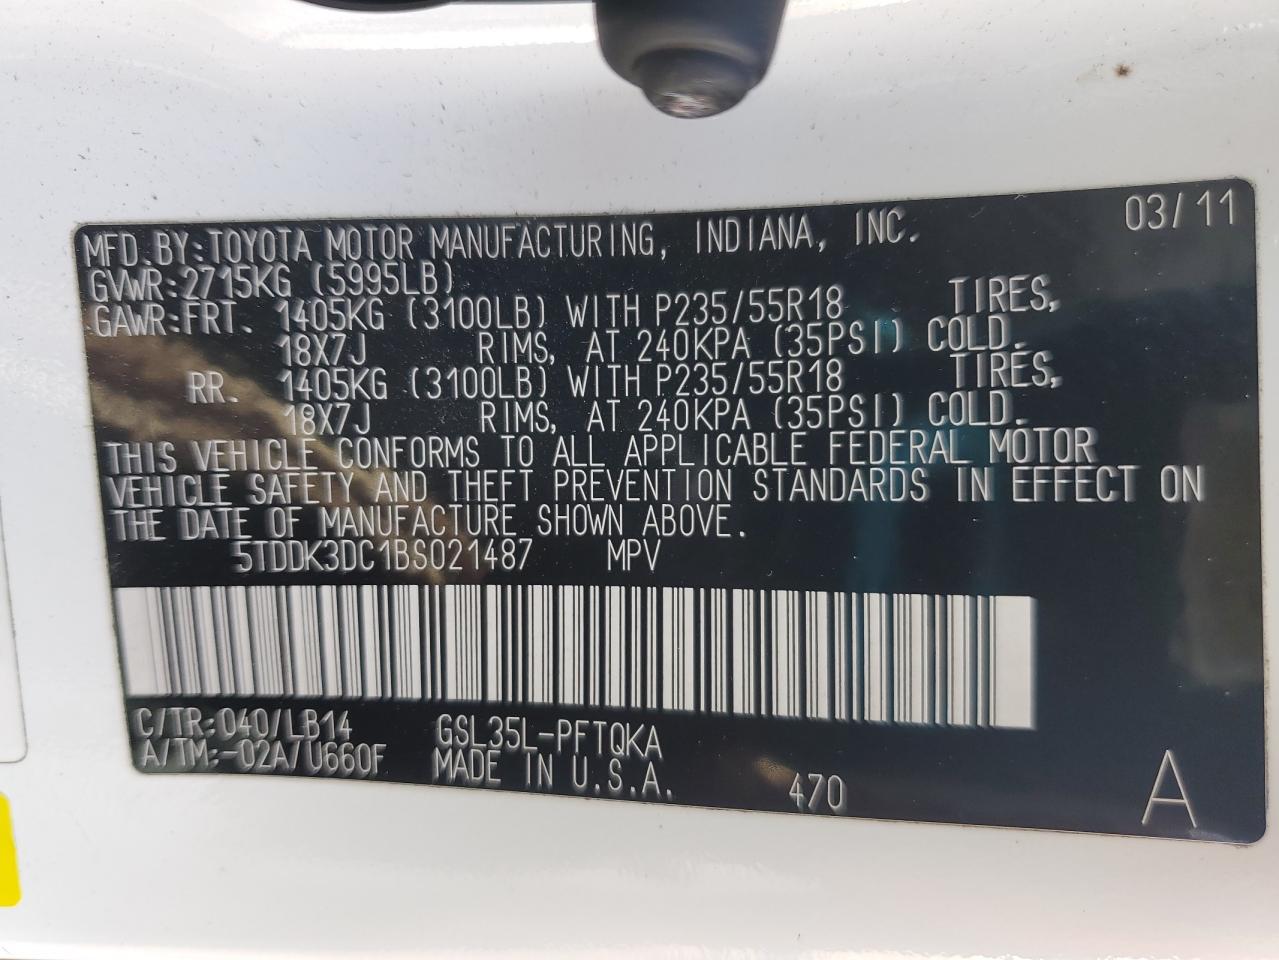 03/11
MFD.BY:TOYOTA MOTOR MANUFACTURING, INDIANA, INC.
GVWR:2715KG (5995LB)
GAWR:FRT. 1405KG (3100LB) WITH P235/55R18 TIRES,
18X7J RIMS, AT 240KPA (35PSI) COLD.
RR. 1405KG (3100LB) WITH P235/55R18 TIRES,
18X7J RIMS, AT 240KPA (35PSI) COLD.
THIS VEHICLE CONFORMS TO ALL APPLICABLE FEDERAL MOTOR
VEHICLE SAFETY AND THEFT PREVENTION STANDARDS IN EFFECT ON
THE DATE OF MANUFACTURE SHOWN ABOVE.
5TDDK3DC1BS021487 MPV
C/TR:040/LB14 GSL35L-PFTQKA
A/TM:-02A/U660F MADE IN U.S.A.
470
A